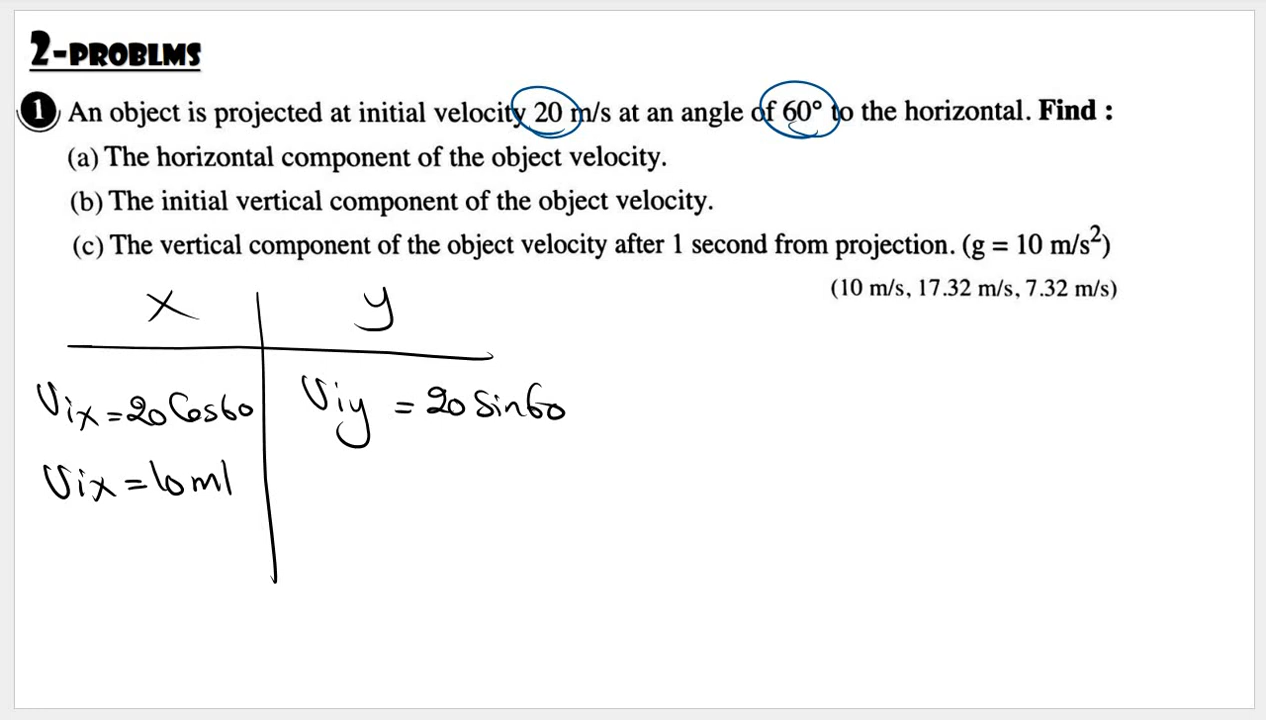 2-PROBLMS
1 An object is projected at initial velocity 20 m/s at an angle of 60° to the horizontal. Find :
(a) The horizontal component of the object velocity.
(b) The initial vertical component of the object velocity.
(c) The vertical component of the object velocity after 1 second from projection. (g = 10 m/s²)
(10 m/s, 17.32 m/s, 7.32 m/s)
x y
Vix = 20 Cos60 Viy = 20 Sin60
Vix = 10 m/